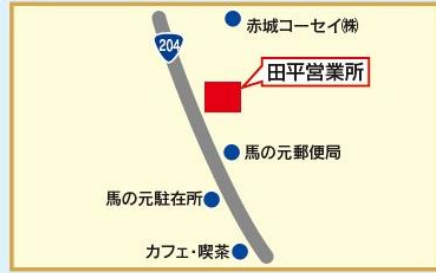 赤城コーセイ㈱
204
田平営業所
馬の元郵便局
馬の元駐在所
カフェ・喫茶